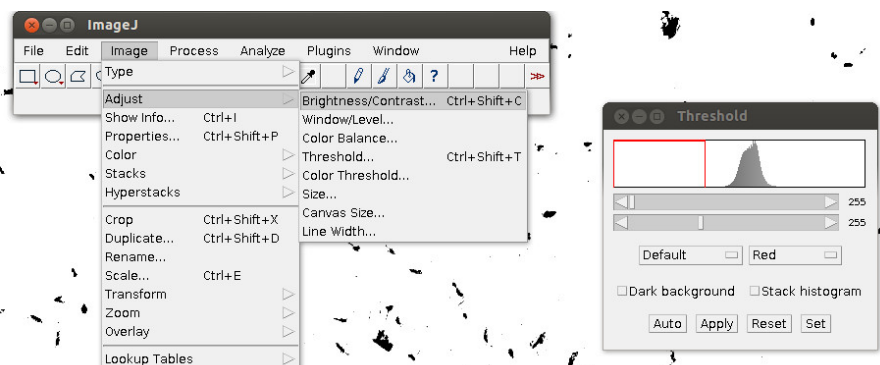 ImageJ
File Edit Image Process Analyze Plugins Window Help
?
>>
Type
Adjust
Show Info... Ctrl+I
Properties... Ctrl+Shift+P
Color
Stacks
Hyperstacks
Crop Ctrl+Shift+X
Duplicate... Ctrl+Shift+D
Rename...
Scale... Ctrl+E
Transform
Zoom
Overlay
Lookup Tables
Brightness/Contrast... Ctrl+Shift+C
Window/Level...
Color Balance...
Threshold... Ctrl+Shift+T
Color Threshold...
Size...
Canvas Size...
Line Width...
Threshold
255
255
Default Red
Dark background Stack histogram
Auto Apply Reset Set